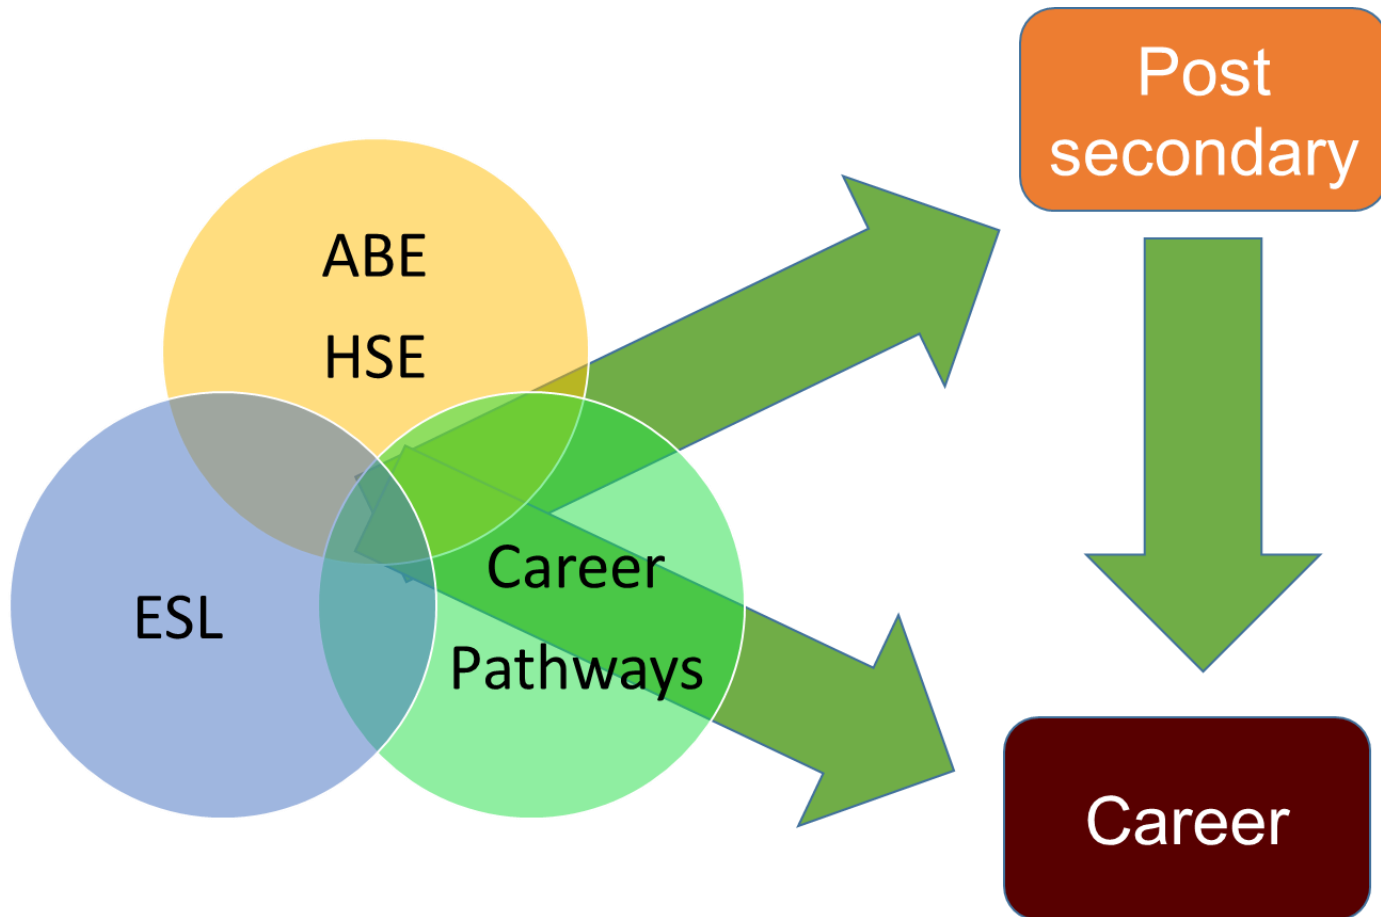 Post
secondary
ABE
HSE
Career
Pathways
ESL
Career